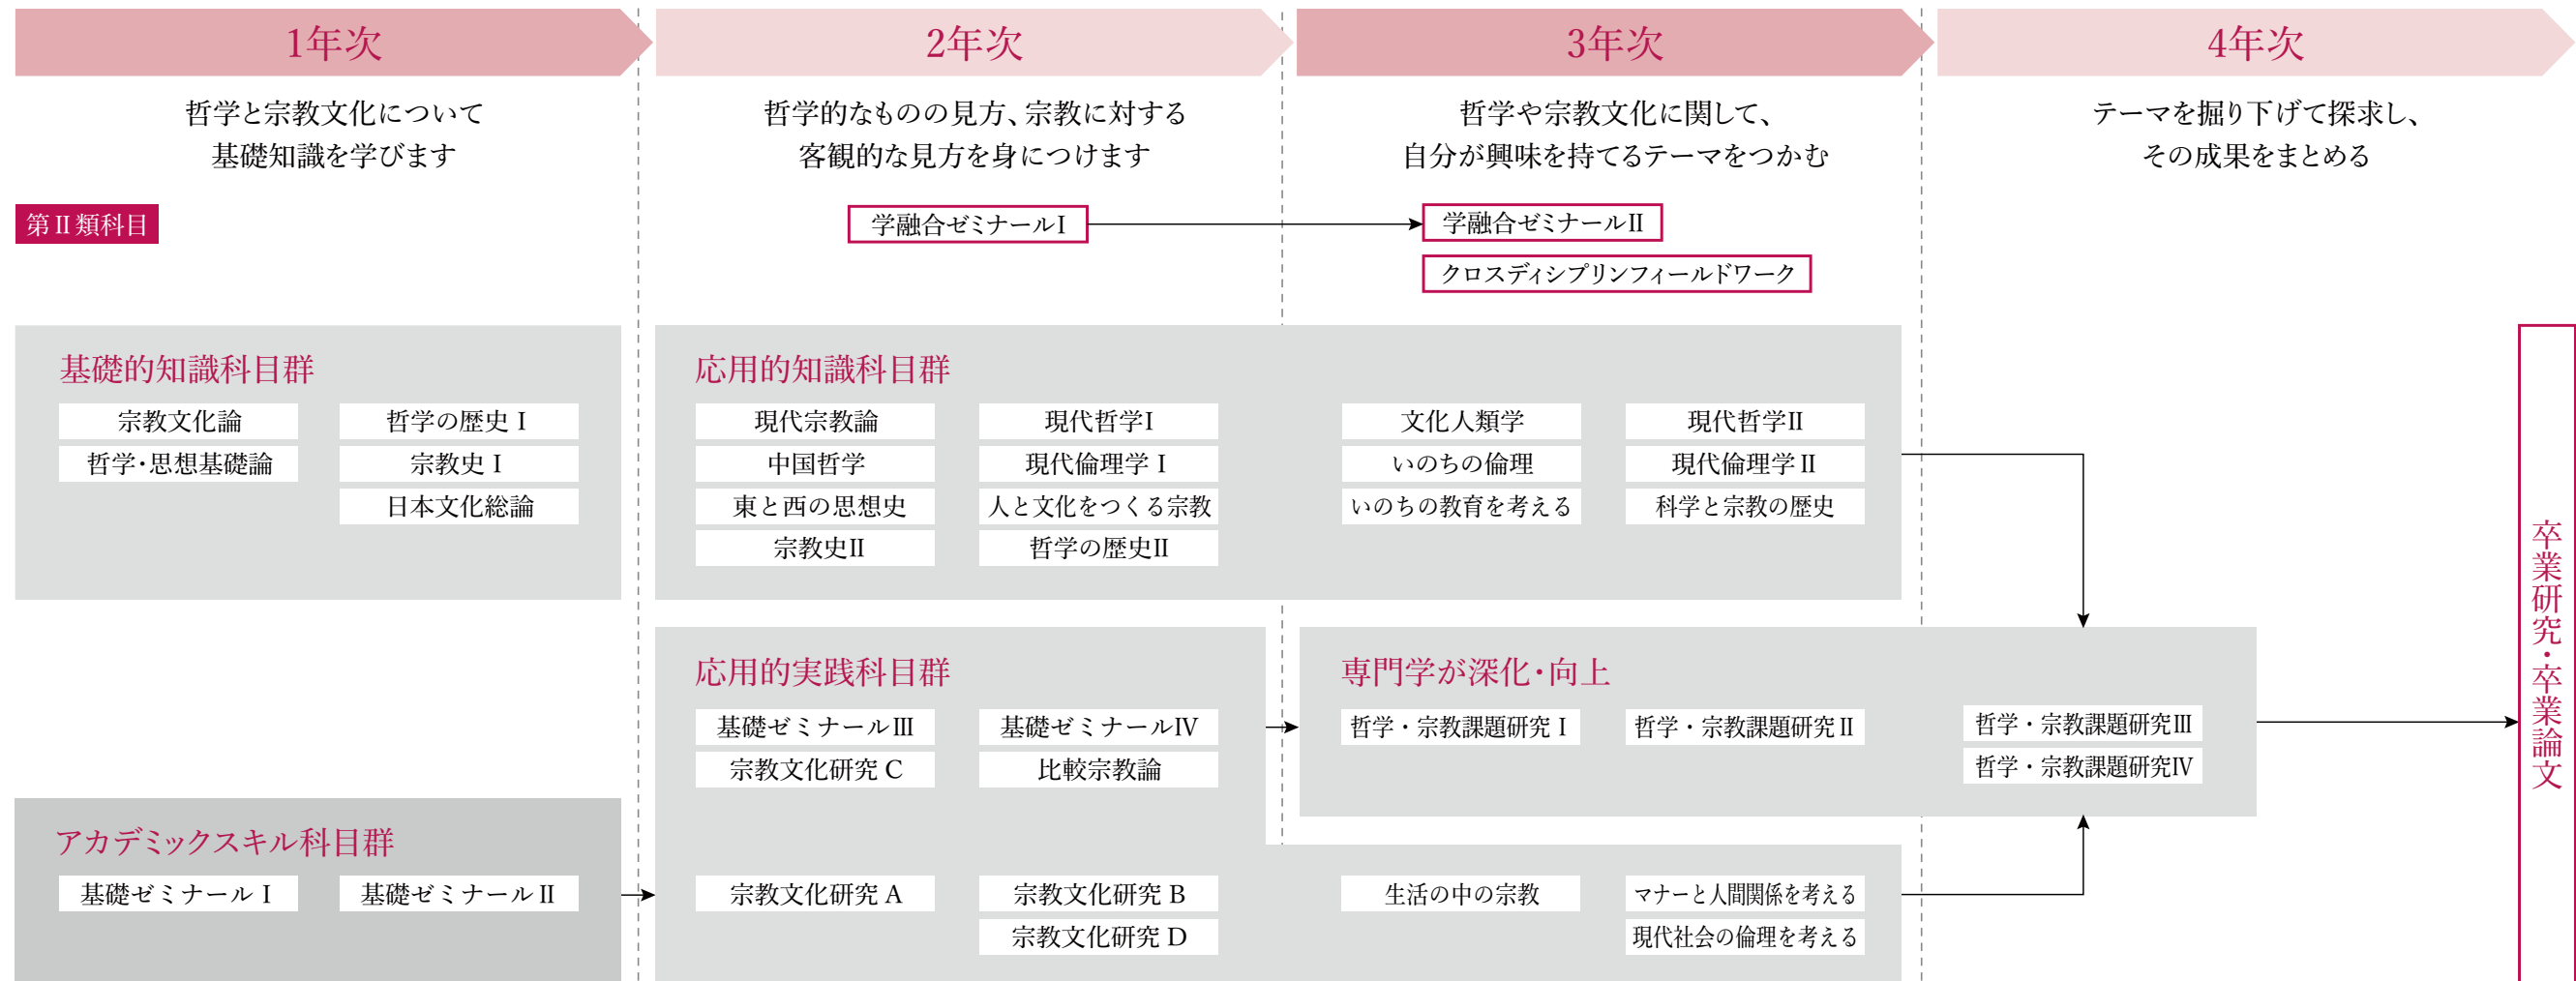 1年次
2年次
3年次
4年次
哲学と宗教文化について
基礎知識を学びます
哲学的なものの見方、宗教に対する
客観的な見方を身につけます
哲学や宗教文化に関して、
自分が興味を持てるテーマをつかむ
テーマを掘り下げて探求し、
その成果をまとめる
第Ⅱ類科目
学融合ゼミナールⅠ
学融合ゼミナールⅡ
クロスディシプリンフィールドワーク
基礎的知識科目群
宗教文化論
哲学の歴史Ⅰ
哲学・思想基礎論
宗教史Ⅰ
日本文化総論
応用的知識科目群
現代宗教論
現代哲学Ⅰ
文化人類学
現代哲学Ⅱ
中国哲学
現代倫理学Ⅰ
いのちの倫理
現代倫理学Ⅱ
東と西の思想史
人と文化をつくる宗教
いのちの教育を考える
科学と宗教の歴史
宗教史Ⅱ
哲学の歴史Ⅱ
応用的実践科目群
基礎ゼミナールⅢ
基礎ゼミナールⅣ
宗教文化研究 C
比較宗教論
専門学が深化・向上
哲学・宗教課題研究Ⅰ
哲学・宗教課題研究Ⅱ
哲学・宗教課題研究Ⅲ
哲学・宗教課題研究Ⅳ
アカデミックスキル科目群
基礎ゼミナールⅠ
基礎ゼミナールⅡ
宗教文化研究 A
宗教文化研究 B
生活の中の宗教
マナーと人間関係を考える
宗教文化研究 D
現代社会の倫理を考える
卒業研究・卒業論文